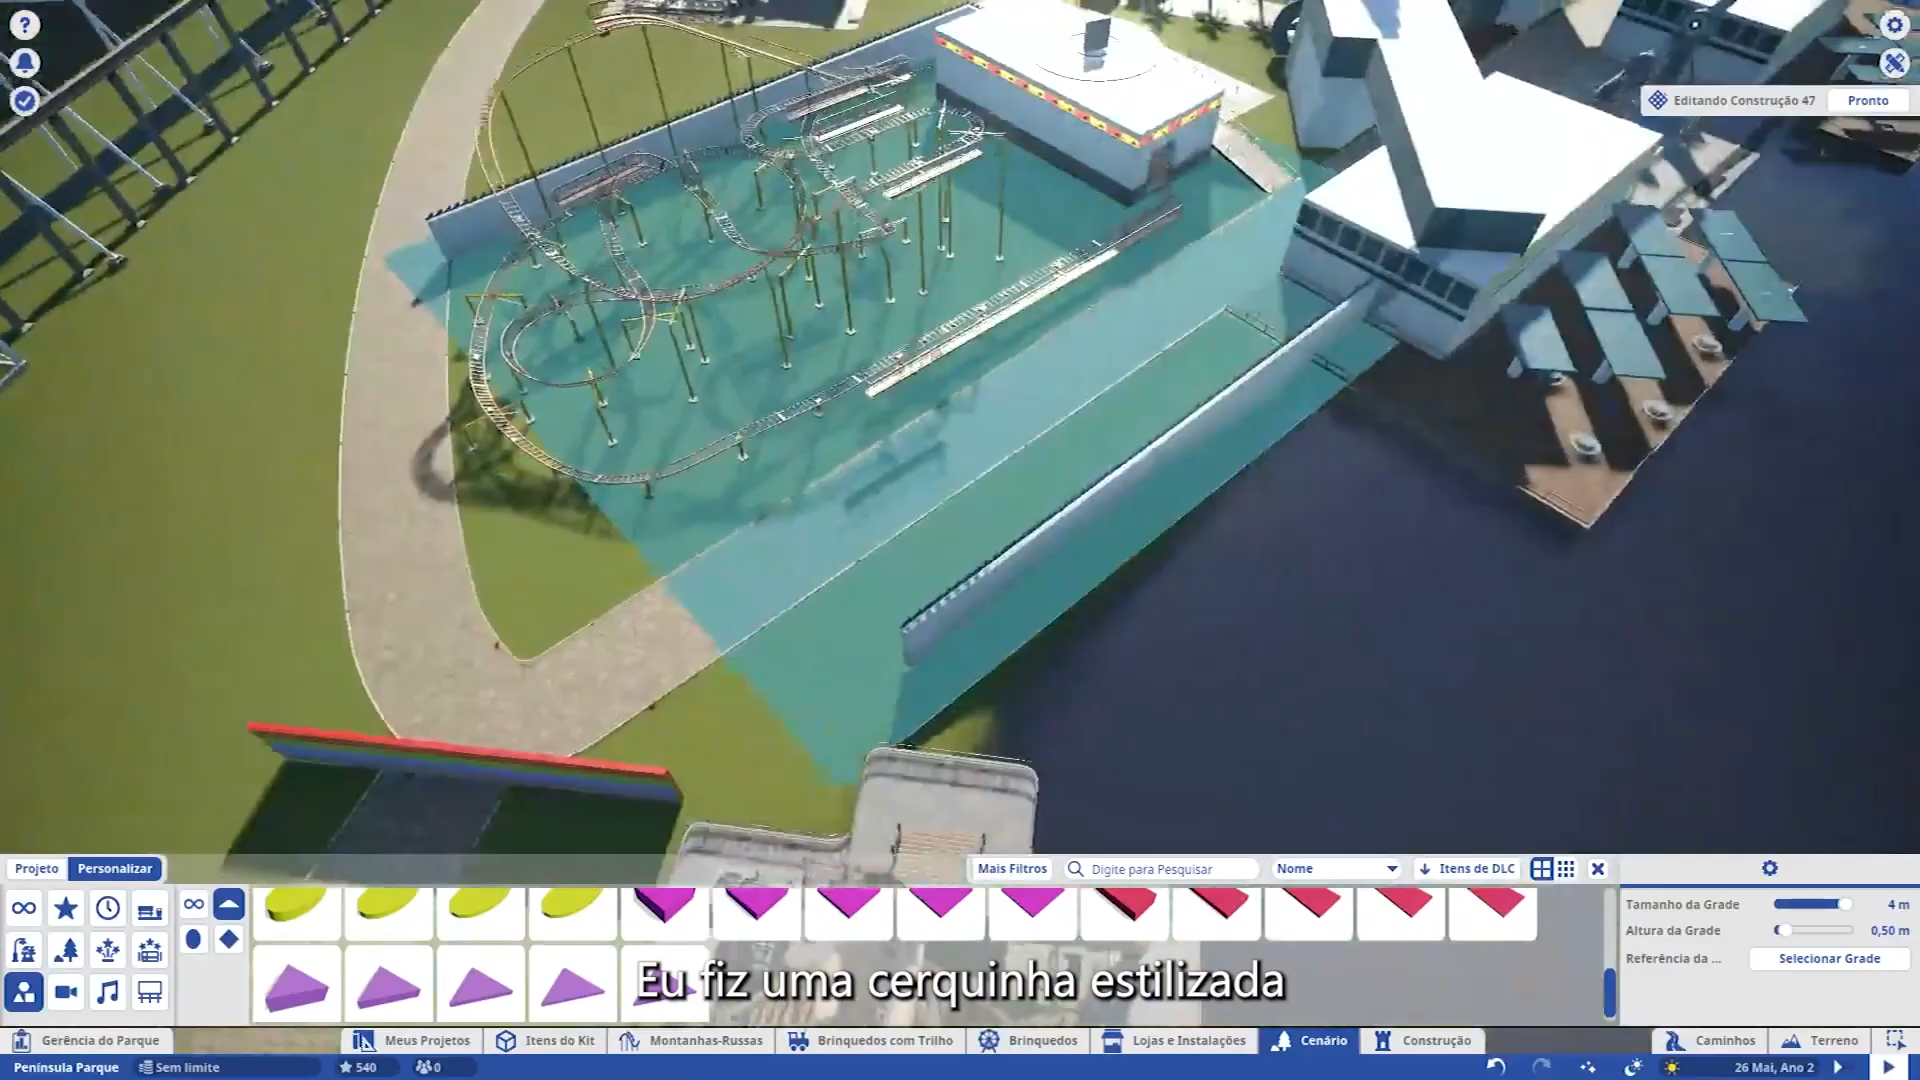 ?
Editando Construção 47
Pronto
Projeto
Personalizar
Mais Filtros
Digite para Pesquisar
Nome
Itens de DLC
Tamanho da Grade
4 m
Altura da Grade
0,50 m
Referência da ...
Selecionar Grade
Eu fiz uma cerquinha estilizada
Gerência do Parque
Meus Projetos
Itens do Kit
Montanhas-Russas
Brinquedos com Trilho
Brinquedos
Lojas e Instalações
Cenário
Construção
Caminhos
Terreno
Península Parque
Sem limite
540
0
26 Mai, Ano 2